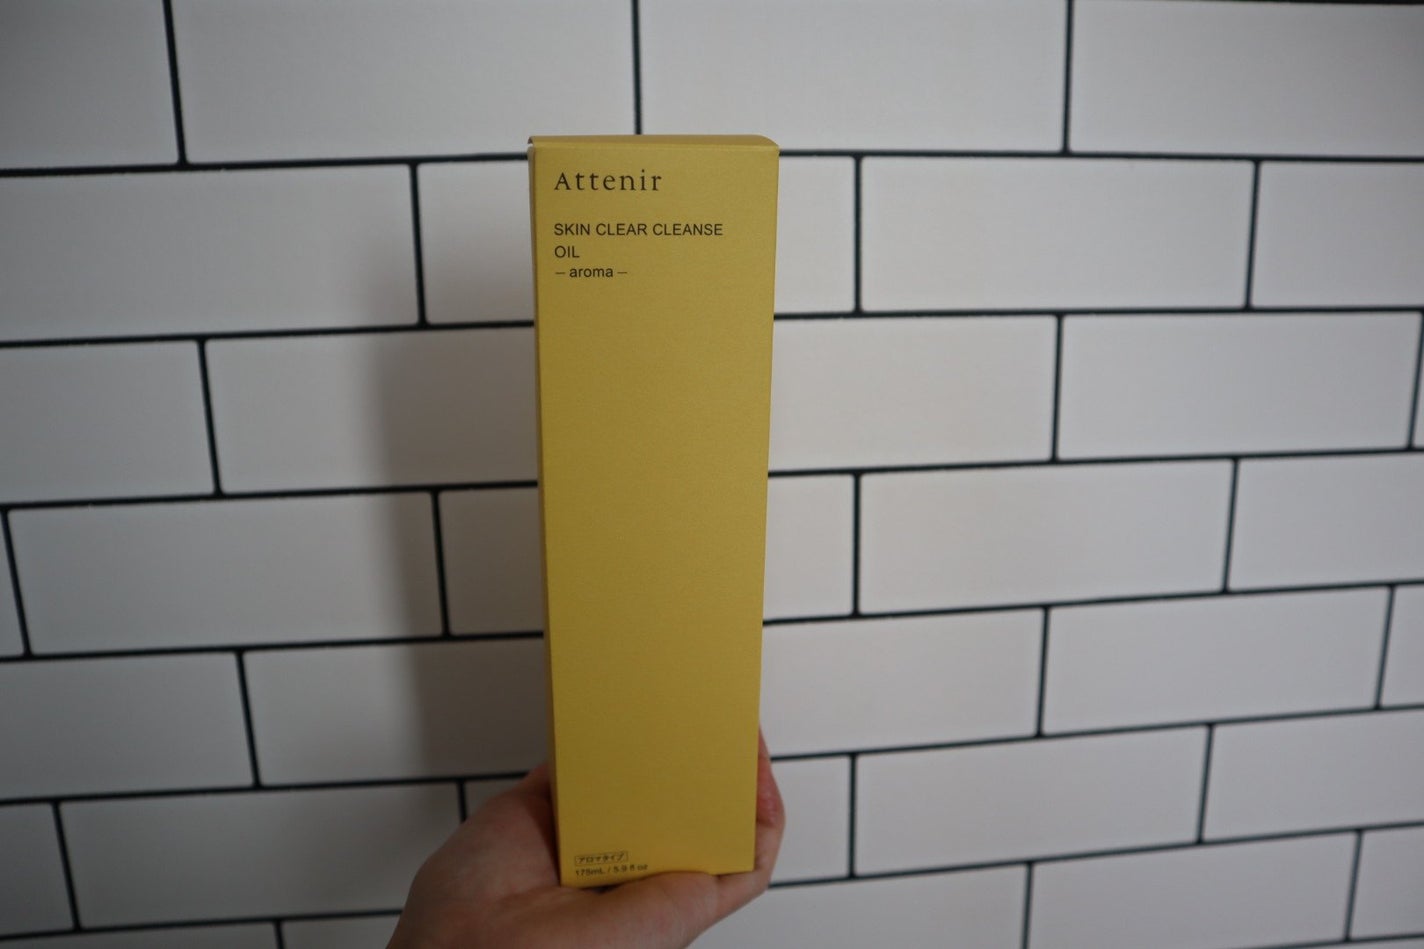 Attenir
SKIN CLEAR CLEANSE
OIL
– aroma –
アロマタイプ
175mL / 5.9 fl oz